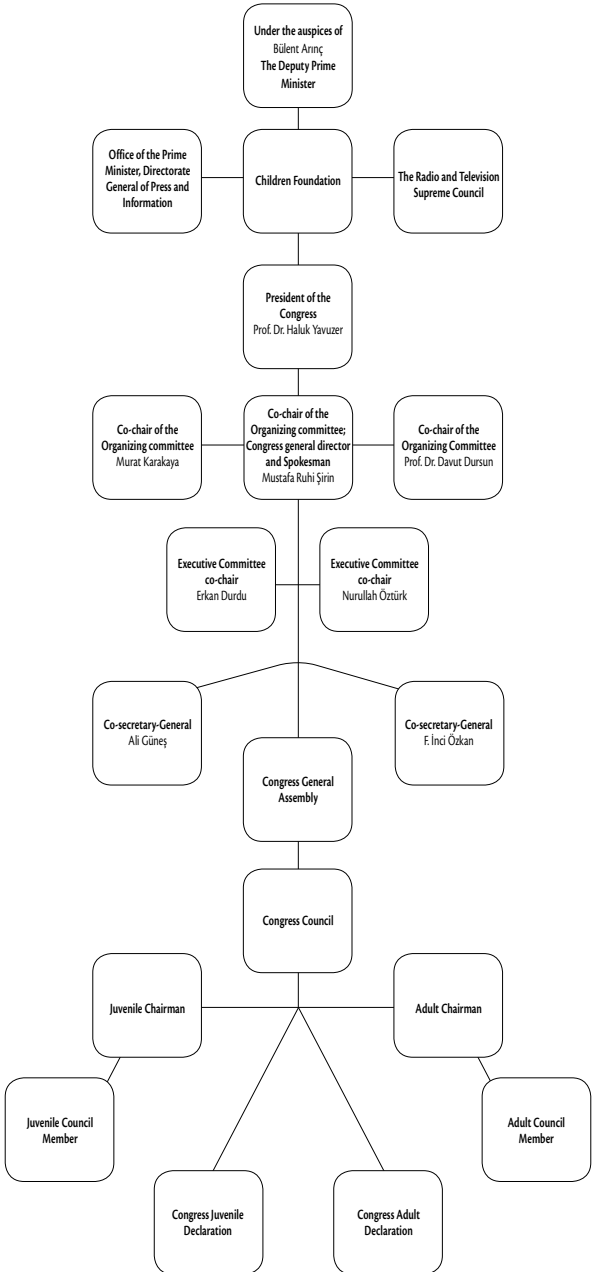 Under the auspices of
Bülent Arınç
The Deputy Prime
Minister
Office of the Prime
Minister, Directorate
General of Press and
Information
Children Foundation
The Radio and Television
Supreme Council
President of the
Congress
Prof. Dr. Haluk Yavuzer
Co-chair of the
Organizing committee
Murat Karakaya
Co-chair of the
Organizing committee;
Congress general director
and Spokesman
Mustafa Ruhi Şirin
Co-chair of the
Organizing Committee
Prof. Dr. Davut Dursun
Executive Committee
co-chair
Erkan Durdu
Executive Committee
co-chair
Nurullah Öztürk
Co-secretary-General
Ali Güneş
Co-secretary-General
F. İnci Özkan
Congress General
Assembly
Congress Council
Juvenile Chairman
Adult Chairman
Juvenile Council
Member
Adult Council
Member
Congress Juvenile
Declaration
Congress Adult
Declaration